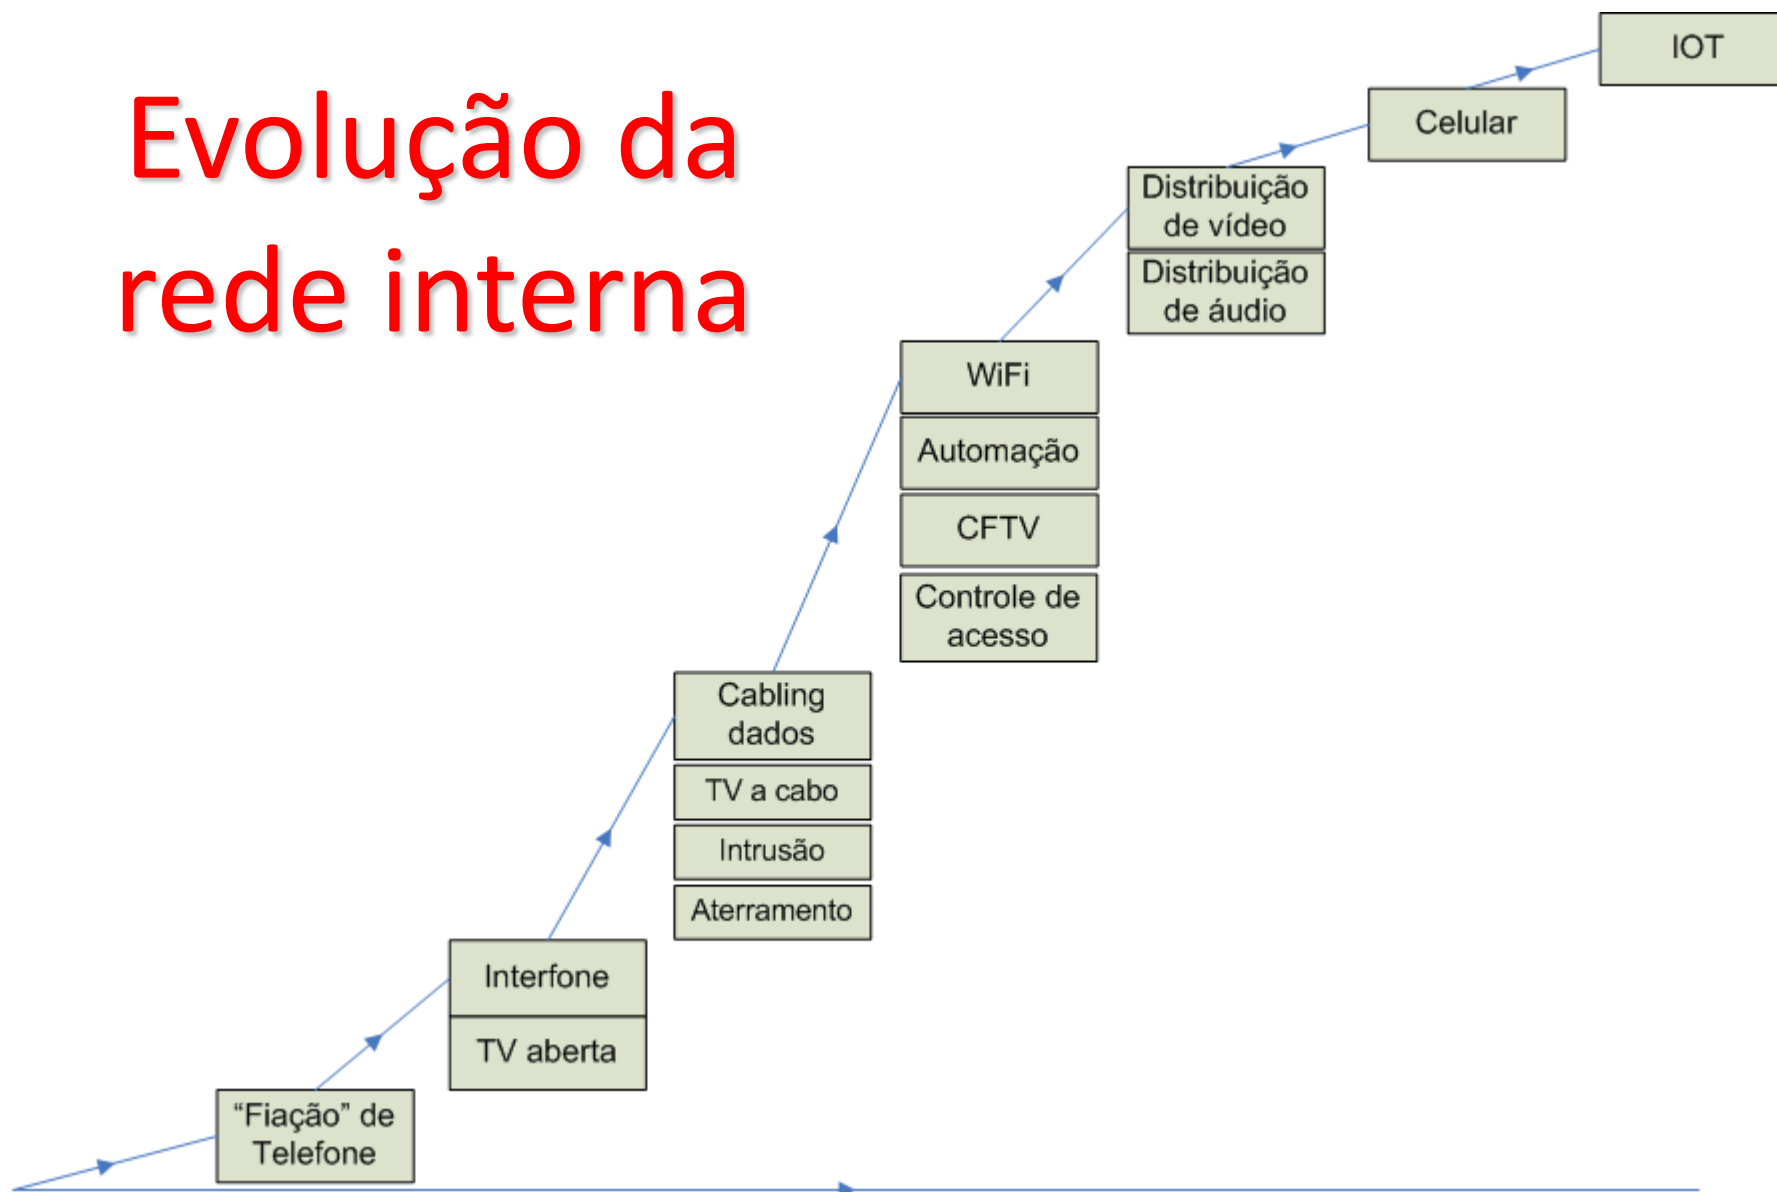 Evolução da
rede interna
IOT
Celular
Distribuição
de vídeo
Distribuição
de áudio
WiFi
Automação
CFTV
Controle de
acesso
Cabling
dados
TV a cabo
Intrusão
Aterramento
Interfone
TV aberta
“Fiação” de
Telefone